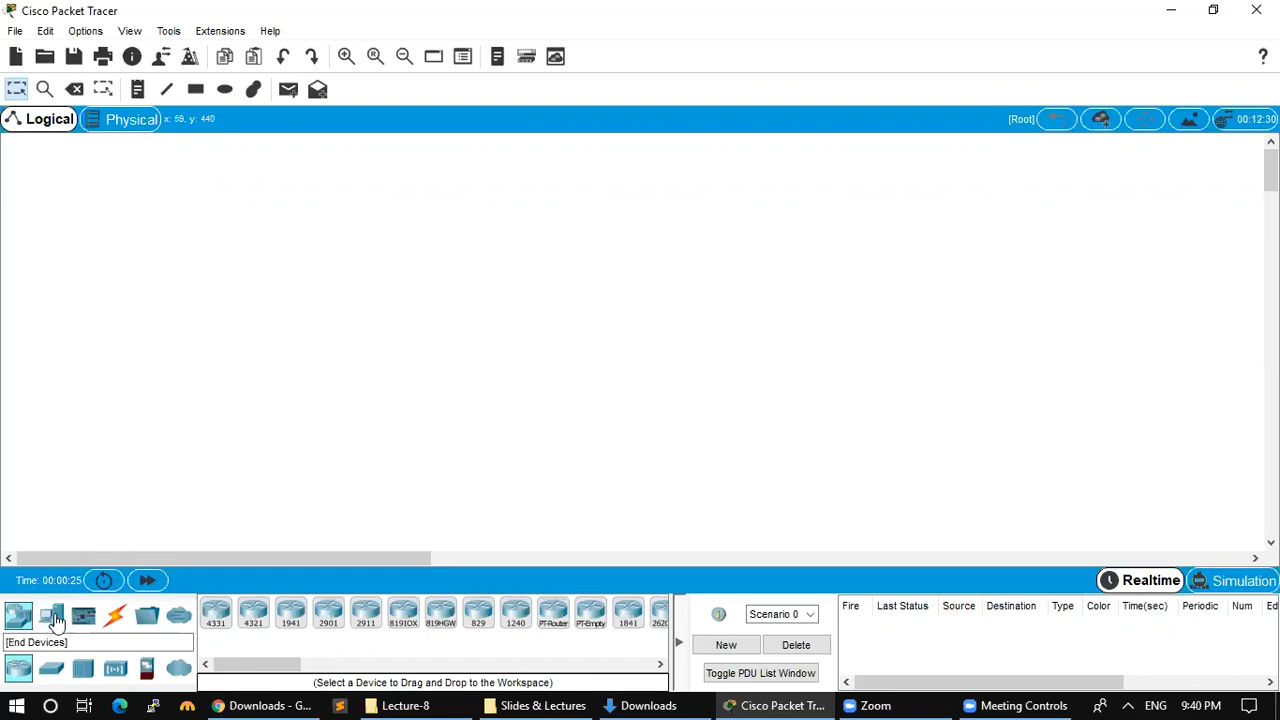 Cisco Packet Tracer
File Edit Options View Tools Extensions Help
?
Logical Physical x: 59, y: 440 [Root] 00:12:30
Time: 00:00:25 Realtime Simulation
[End Devices]
4331 4321 1941 2901 2911 819IOX 819HGW 829 1240 PT-Router PT-Empty 1841 2620
(Select a Device to Drag and Drop to the Workspace)
Scenario 0
New Delete
Toggle PDU List Window
Fire Last Status Source Destination Type Color Time(sec) Periodic Num Ed
Downloads - G... Lecture-8 Slides & Lectures Downloads Cisco Packet Tr... Zoom Meeting Controls ENG 9:40 PM